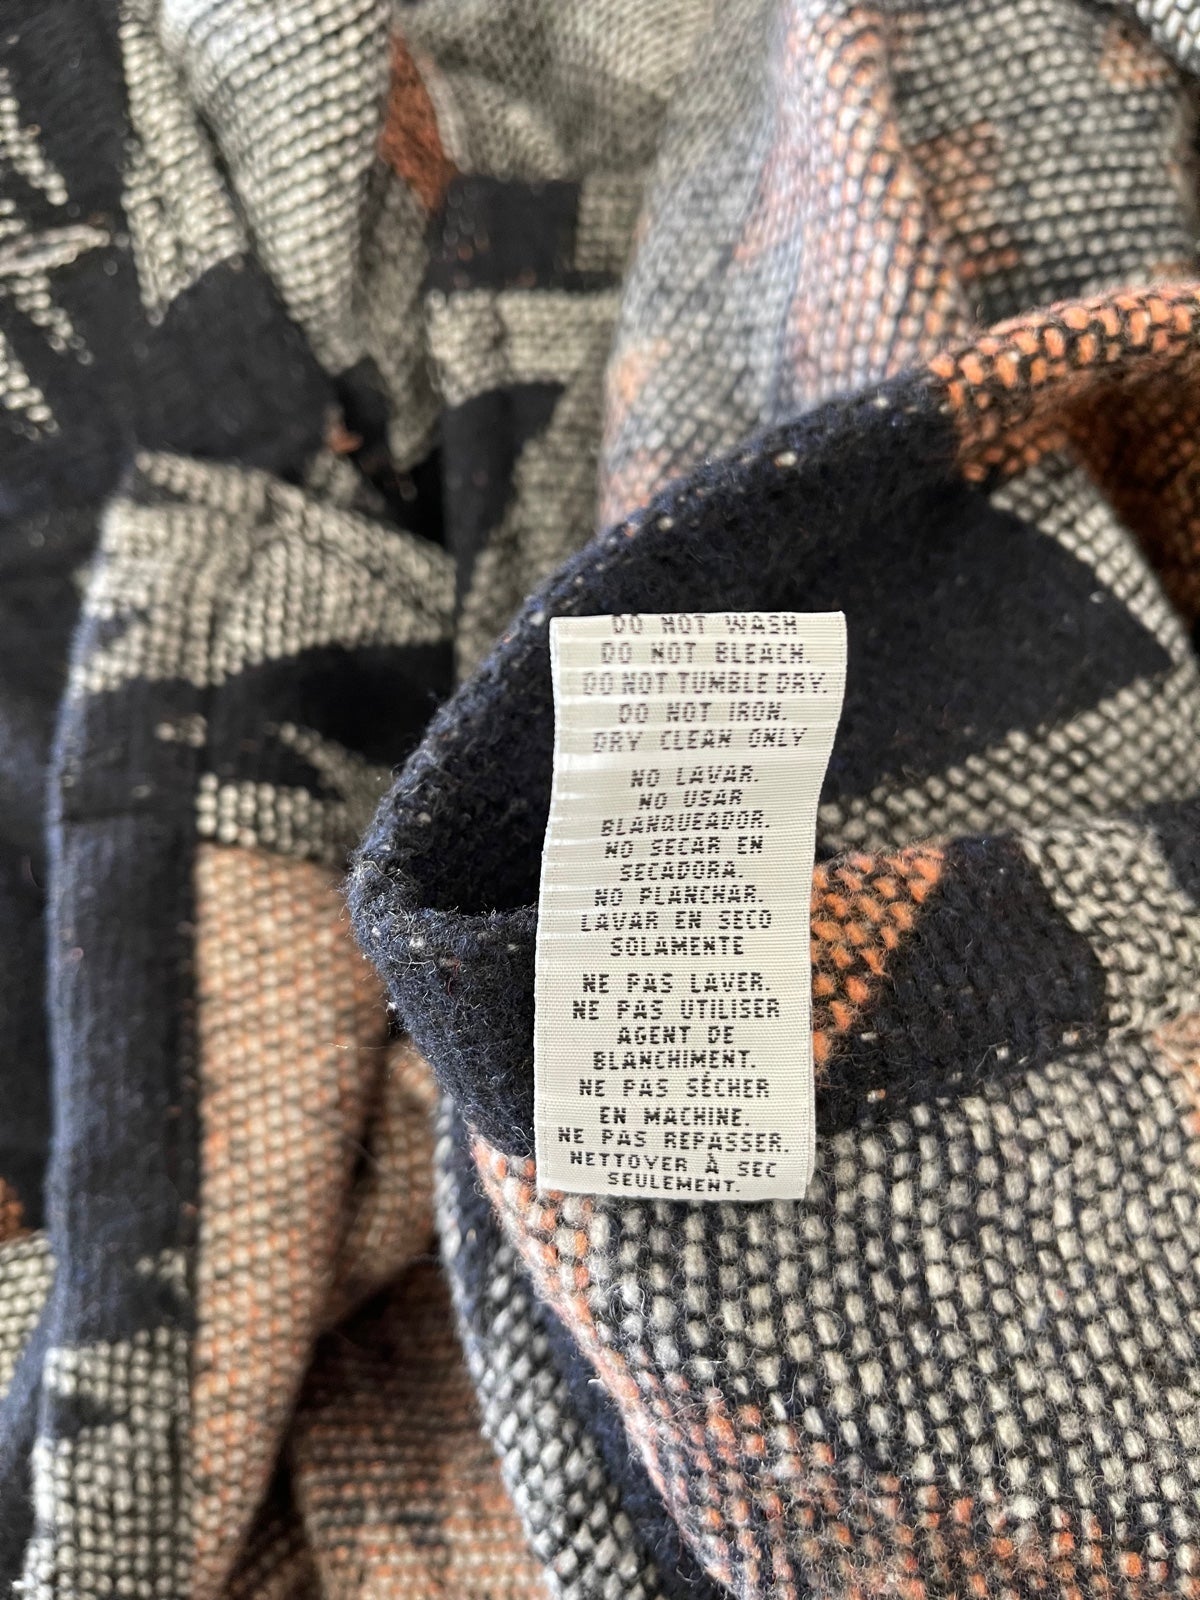 DO NOT WASH
DO NOT BLEACH.
DO NOT TUMBLE DRY.
DO NOT IRON.
DRY CLEAN ONLY
NO LAVAR.
NO USAR
BLANQUEADOR.
NO SECAR EN
SECADORA.
NO PLANCHAR.
LAVAR EN SECO
SOLAMENTE
NE PAS LAVER.
NE PAS UTILISER
AGENT DE
BLANCHIMENT.
NE PAS SÈCHER
EN MACHINE.
NE PAS REPASSER.
NETTOYER À SEC
SEULEMENT.